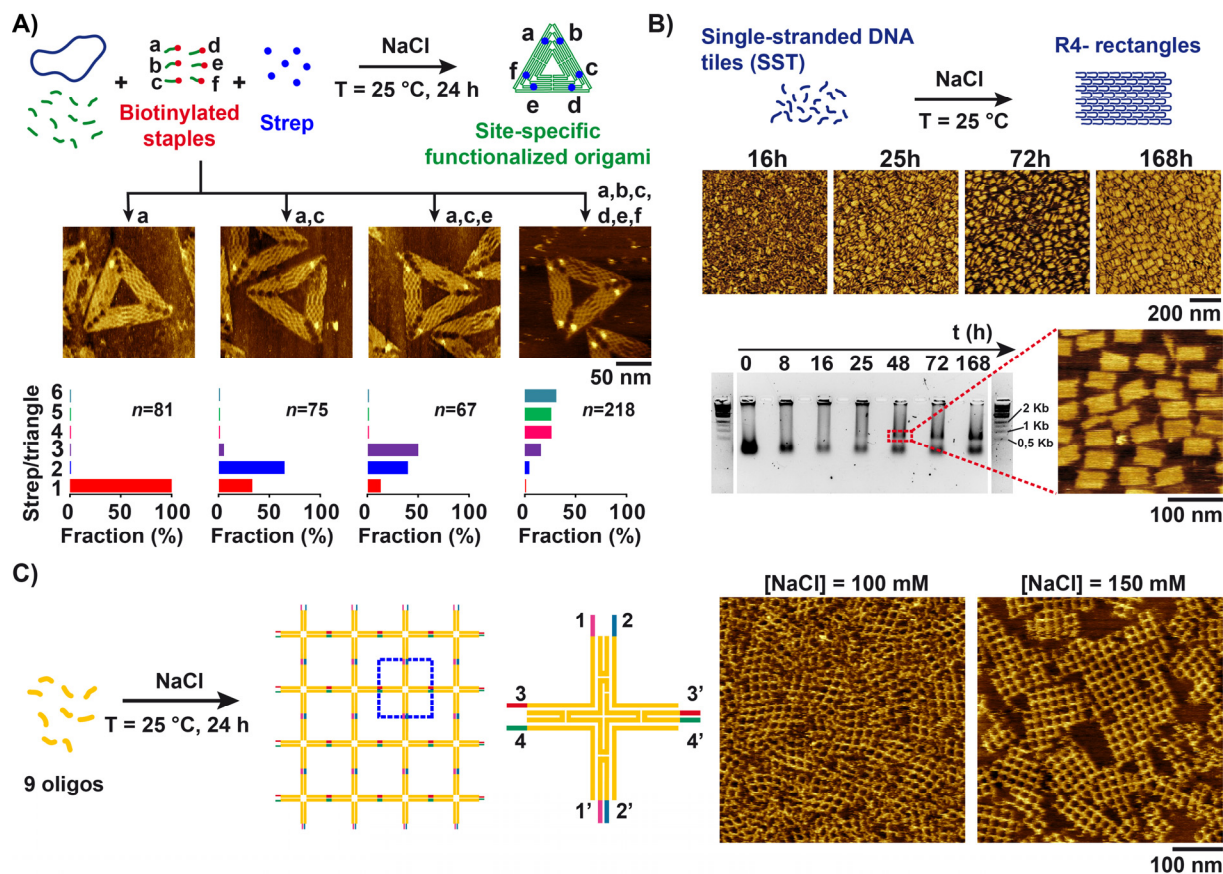 A)
a
b
c
d
e
f
+
+
Biotinylated
staples
Strep
NaCl
T = 25 °C, 24 h
a
b
f
c
e
d
Site-specific
functionalized origami
a
a,c
a,c,e
a,b,c,
d,e,f
50 nm
Strep/triangle
6
5
4
3
2
1
n=81
n=75
n=67
n=218
0 50 100
0 50 100
0 50 100
0 50 100
Fraction (%)
Fraction (%)
Fraction (%)
Fraction (%)
B)
Single-stranded DNA
tiles (SST)
NaCl
T = 25 °C
R4- rectangles
16h
25h
72h
168h
200 nm
t (h)
0 8 16 25 48 72 168
2 Kb
1 Kb
0,5 Kb
100 nm
C)
9 oligos
NaCl
T = 25 °C, 24 h
1
2
3
4
3’
4’
1’
2’
[NaCl] = 100 mM
[NaCl] = 150 mM
100 nm